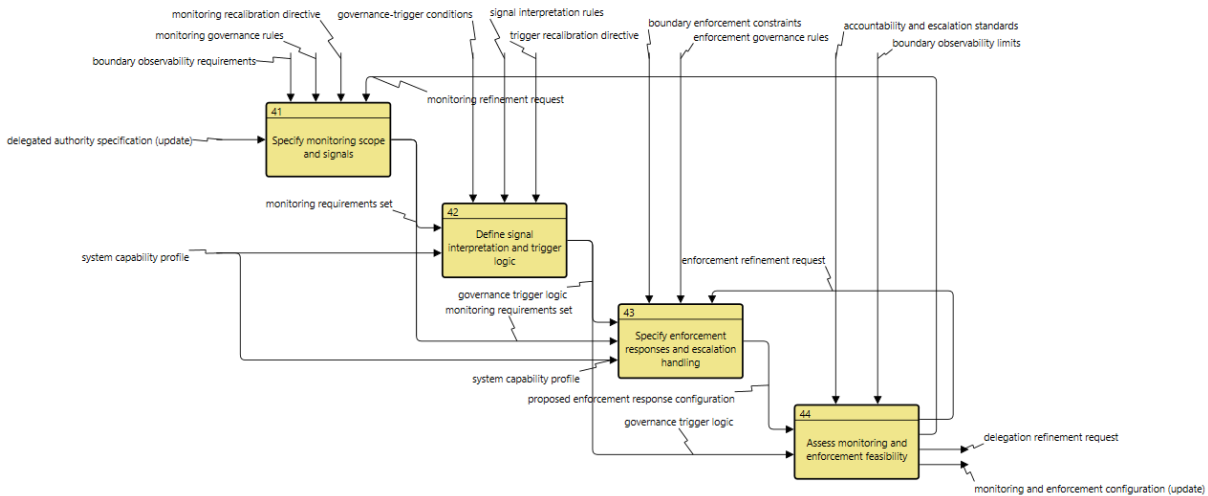 monitoring recalibration directive
governance-trigger conditions
signal interpretation rules
boundary enforcement constraints
accountability and escalation standards
monitoring governance rules
trigger recalibration directive
enforcement governance rules
boundary observability limits
boundary observability requirements
monitoring refinement request
41
delegated authority specification (update)
Specify monitoring scope
and signals
monitoring requirements set
42
Define signal
interpretation and trigger
logic
system capability profile
enforcement refinement request
governance trigger logic
monitoring requirements set
43
Specify enforcement
responses and escalation
handling
system capability profile
proposed enforcement response configuration
44
governance trigger logic
Assess monitoring and
enforcement feasibility
delegation refinement request
monitoring and enforcement configuration (update)